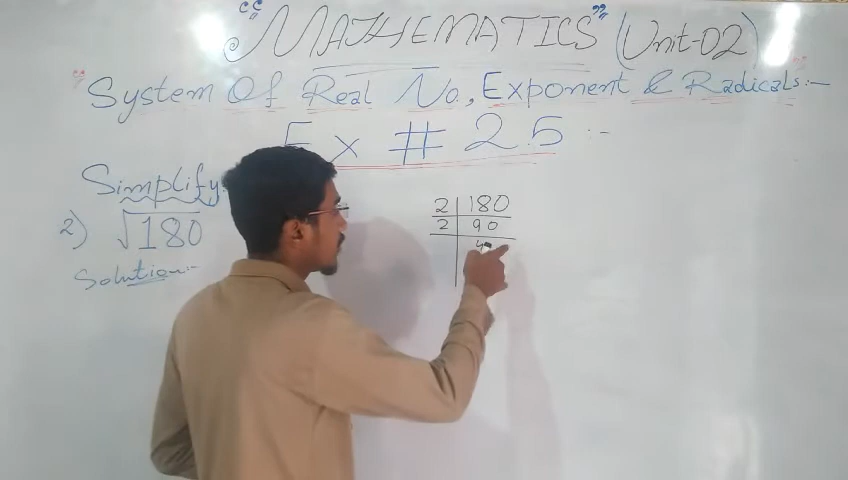 “MATHEMATICS” (Unit-02)
“System Of Real No., Exponent & Radicals:-”
Ex # 2.5 :-
Simplify
2) √180
Solution:-
2 | 180
2 | 90
4